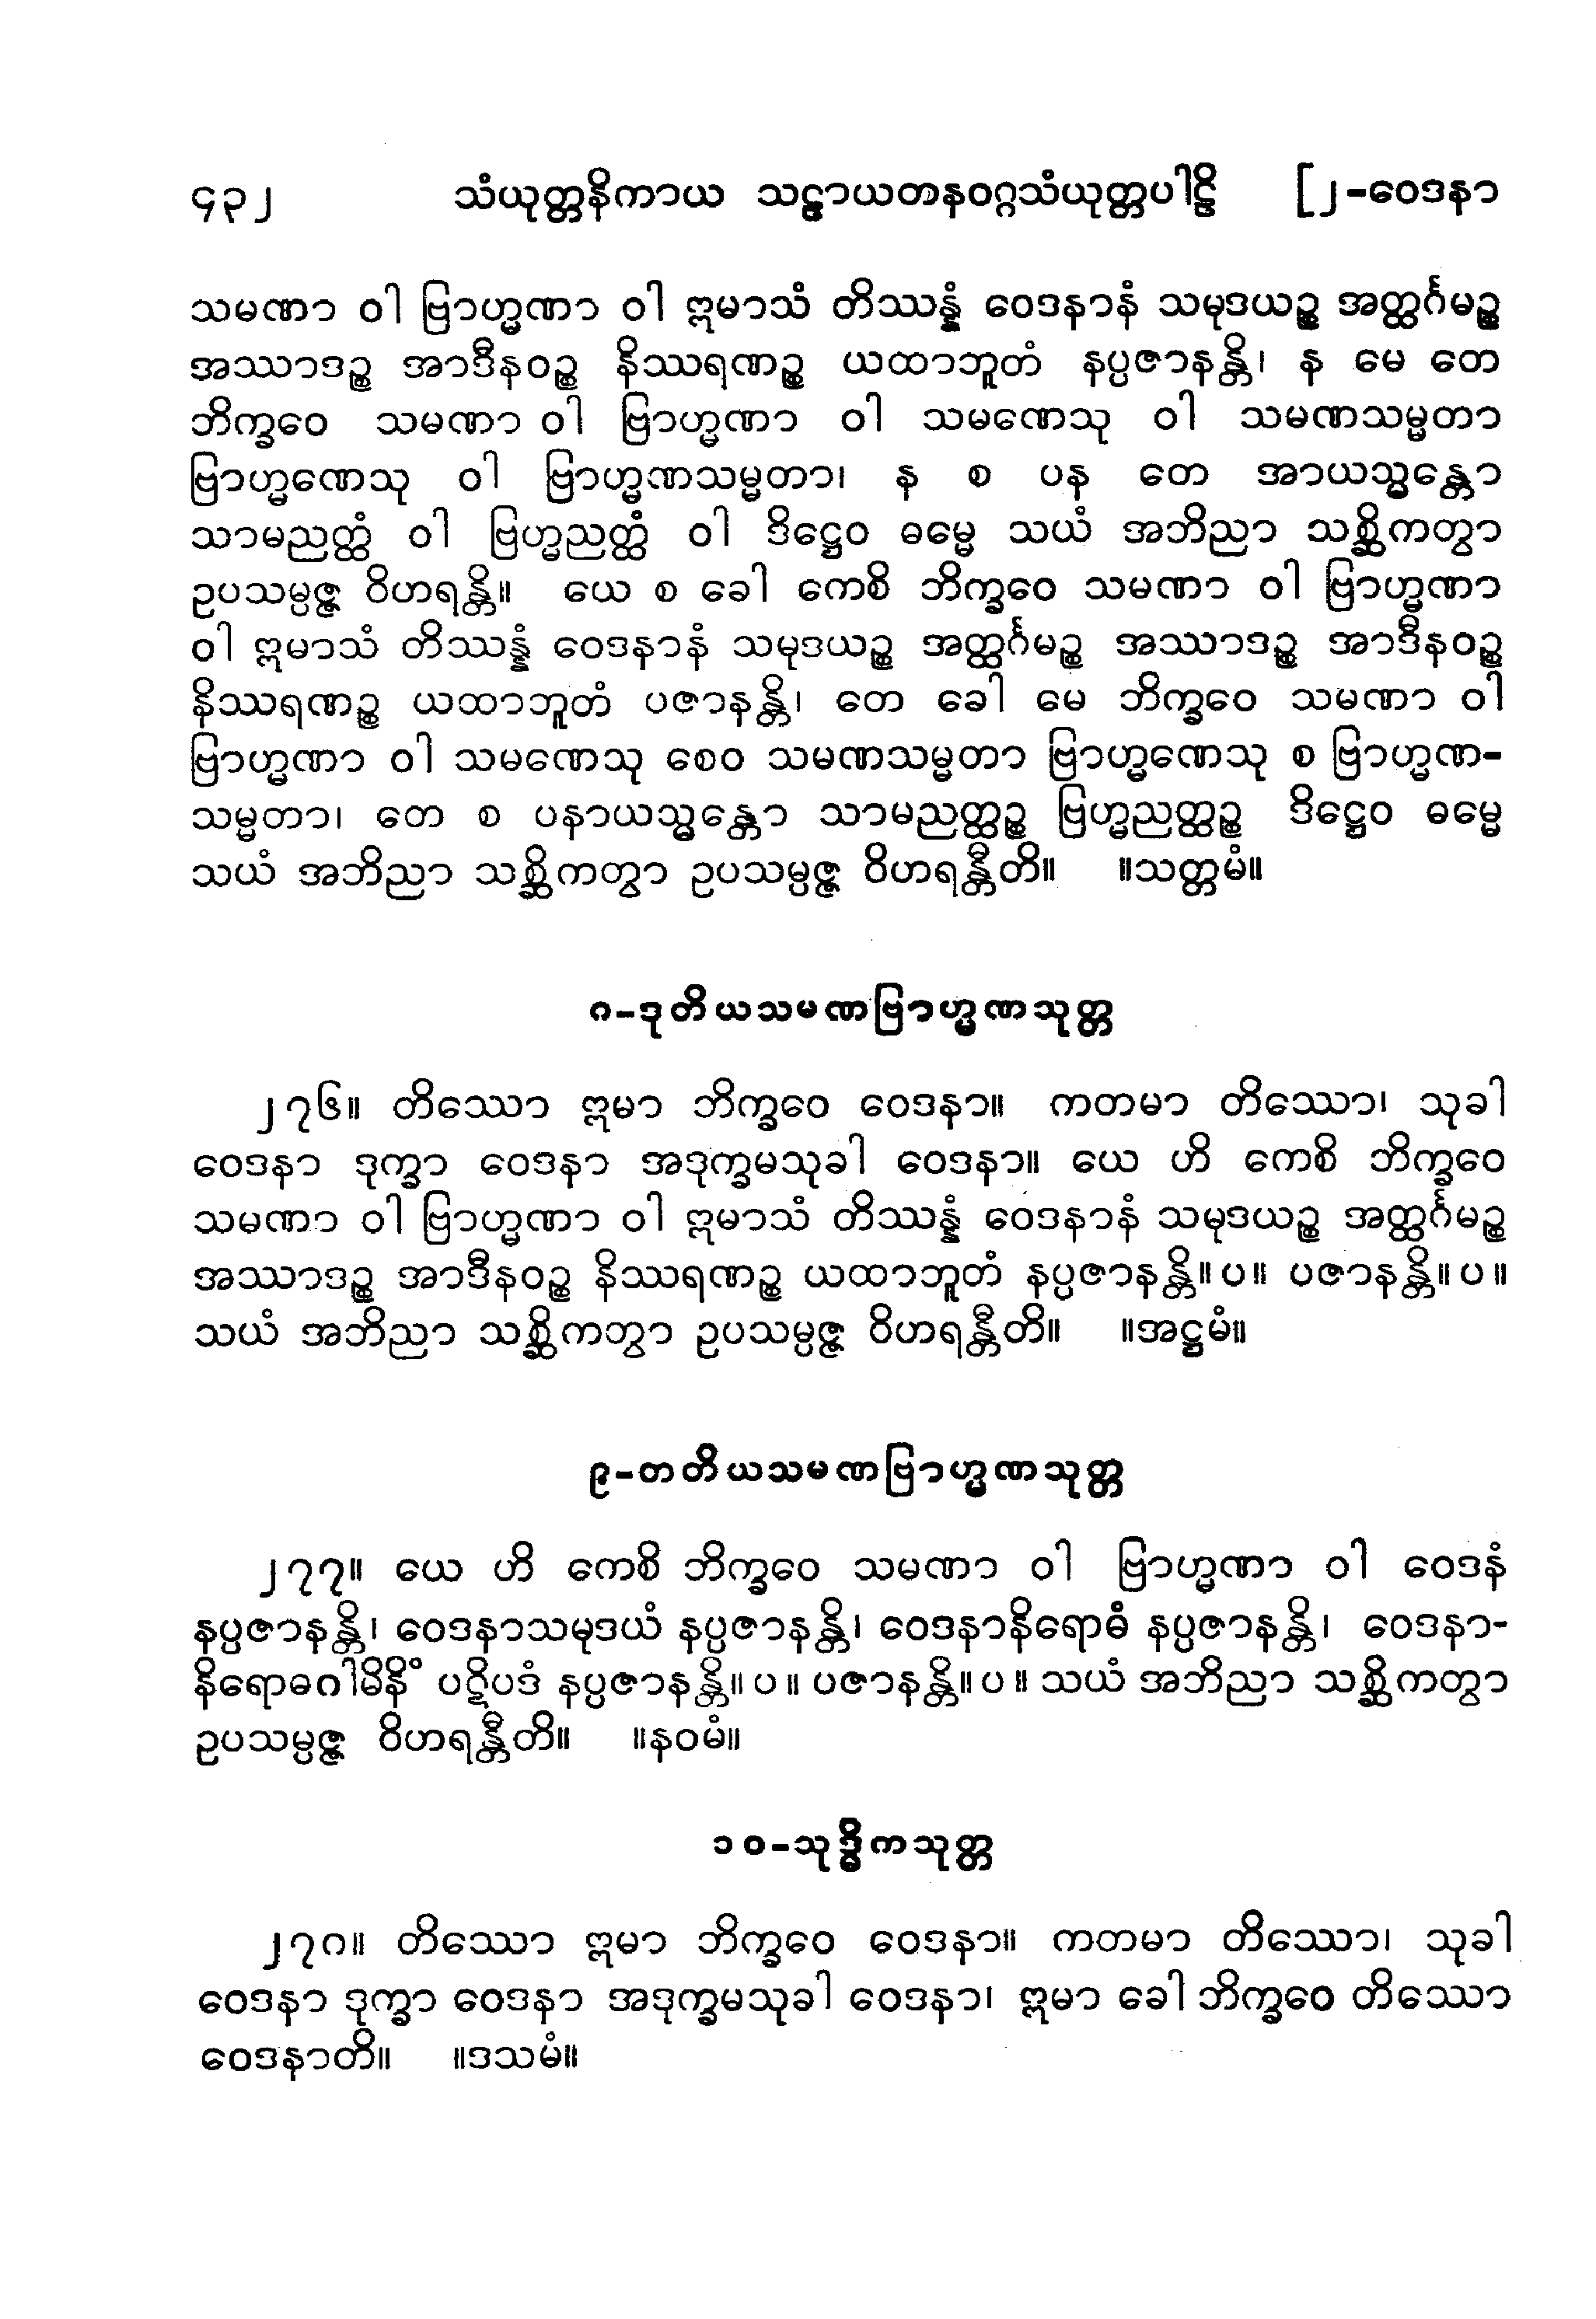 ၄၃၂ သံယုတ္တနိကာယ သဠာယတနဝဂ္ဂသံယုတ္တပါဠိ [၂-ဝေဒနာ
သမဏာ ဝါ ဗြာဟ္မဏာ ဝါ ဣမာသံ တိဿန္နံ ဝေဒနာနံ သမုဒယဉ္စ အတ္ထင်္ဂမဉ္စ
အဿာဒဉ္စ အာဒီနဝဉ္စ နိဿရဏဉ္စ ယထာဘူတံ နပ္ပဇာနန္တိ၊ န မေ တေ
ဘိက္ခဝေ သမဏာ ဝါ ဗြာဟ္မဏာ ဝါ သမဏေသု ဝါ သမဏသမ္မတာ
ဗြာဟ္မဏေသု ဝါ ဗြာဟ္မဏသမ္မတာ၊ န စ ပန တေ အာယသ္မန္တော
သာမညတ္ထံ ဝါ ဗြဟ္မညတ္ထံ ဝါ ဒိဋ္ဌေဝ ဓမ္မေ သယံ အဘိညာ သစ္ဆိကတွာ
ဥပသမ္ပဇ္ဇ ဝိဟရန္တိ။ ယေ စ ခေါ ကေစိ ဘိက္ခဝေ သမဏာ ဝါ ဗြာဟ္မဏာ
ဝါ ဣမာသံ တိဿန္နံ ဝေဒနာနံ သမုဒယဉ္စ အတ္ထင်္ဂမဉ္စ အဿာဒဉ္စ အာဒီနဝဉ္စ
နိဿရဏဉ္စ ယထာဘူတံ ပဇာနန္တိ၊ တေ ခေါ မေ ဘိက္ခဝေ သမဏာ ဝါ
ဗြာဟ္မဏာ ဝါ သမဏေသု စေဝ သမဏသမ္မတာ ဗြာဟ္မဏေသု စ ဗြာဟ္မဏ-
သမ္မတာ၊ တေ စ ပနာယသ္မန္တော သာမညတ္ထဉ္စ ဗြဟ္မညတ္ထဉ္စ ဒိဋ္ဌေဝ ဓမ္မေ
သယံ အဘိညာ သစ္ဆိကတွာ ဥပသမ္ပဇ္ဇ ဝိဟရန္တီတိ။ ။သတ္တမံ။
၈-ဒုတိယသမဏဗြာဟ္မဏသုတ္တ
၂၇၆။ တိဿော ဣမာ ဘိက္ခဝေ ဝေဒနာ။ ကတမာ တိဿော၊ သုခါ
ဝေဒနာ ဒုက္ခာ ဝေဒနာ အဒုက္ခမသုခါ ဝေဒနာ။ ယေ ဟိ ကေစိ ဘိက္ခဝေ
သမဏာ ဝါ ဗြာဟ္မဏာ ဝါ ဣမာသံ တိဿန္နံ ဝေဒနာနံ သမုဒယဉ္စ အတ္ထင်္ဂမဉ္စ
အဿာဒဉ္စ အာဒီနဝဉ္စ နိဿရဏဉ္စ ယထာဘူတံ နပ္ပဇာနန္တိ။ပ။ ပဇာနန္တိ။ပ။
သယံ အဘိညာ သစ္ဆိကတွာ ဥပသမ္ပဇ္ဇ ဝိဟရန္တီတိ။ ။အဋ္ဌမံ။
၉-တတိယသမဏဗြာဟ္မဏသုတ္တ
၂၇၇။ ယေ ဟိ ကေစိ ဘိက္ခဝေ သမဏာ ဝါ ဗြာဟ္မဏာ ဝါ ဝေဒနံ
နပ္ပဇာနန္တိ၊ ဝေဒနာသမုဒယံ နပ္ပဇာနန္တိ၊ ဝေဒနာနိရောဓံ နပ္ပဇာနန္တိ၊ ဝေဒနာ-
နိရောဓဂါမိနိံ ပဋိပဒံ နပ္ပဇာနန္တိ။ပ။ ပဇာနန္တိ။ပ။ သယံ အဘိညာ သစ္ဆိကတွာ
ဥပသမ္ပဇ္ဇ ဝိဟရန္တီတိ။ ။နဝမံ။
၁၀-သုဒ္ဓိကသုတ္တ
၂၇၈။ တိဿော ဣမာ ဘိက္ခဝေ ဝေဒနာ။ ကတမာ တိဿော၊ သုခါ
ဝေဒနာ ဒုက္ခာ ဝေဒနာ အဒုက္ခမသုခါ ဝေဒနာ၊ ဣမာ ခေါ ဘိက္ခဝေ တိဿော
ဝေဒနာတိ။ ။ဒသမံ။